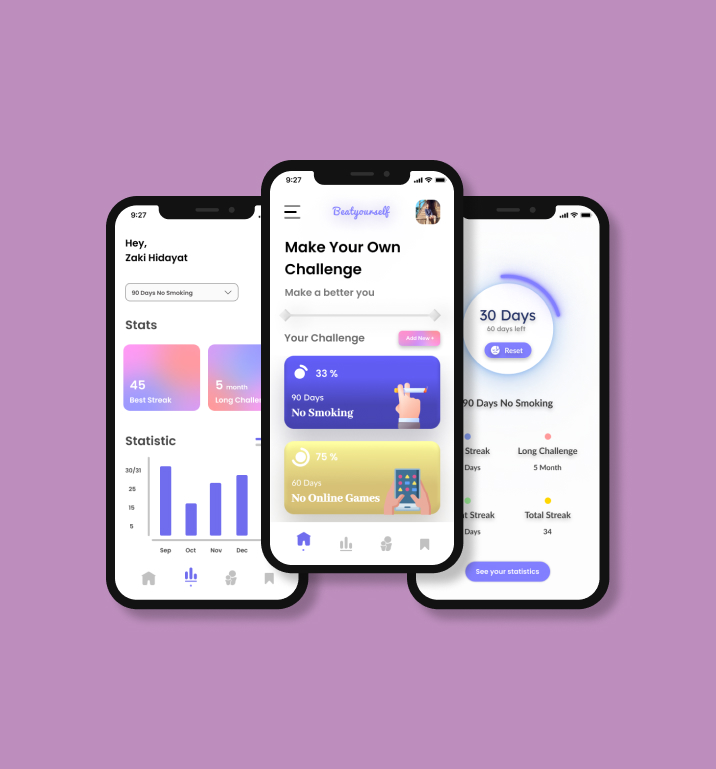 9:27
Hey,
Zaki Hidayat
90 Days No Smoking
Stats
45
Best Streak
5 month
Long Challe
Statistic
30/31
25
15
5
Sep Oct Nov Dec
9:27
Beatyourself
Make Your Own
Challenge
Make a better you
Your Challenge
Add New +
33 %
90 Days
No Smoking
75 %
60 Days
No Online Games
30 Days
60 days left
Reset
90 Days No Smoking
Streak Long Challenge
Days 5 Month
Streak Total Streak
Days 34
See your statistics